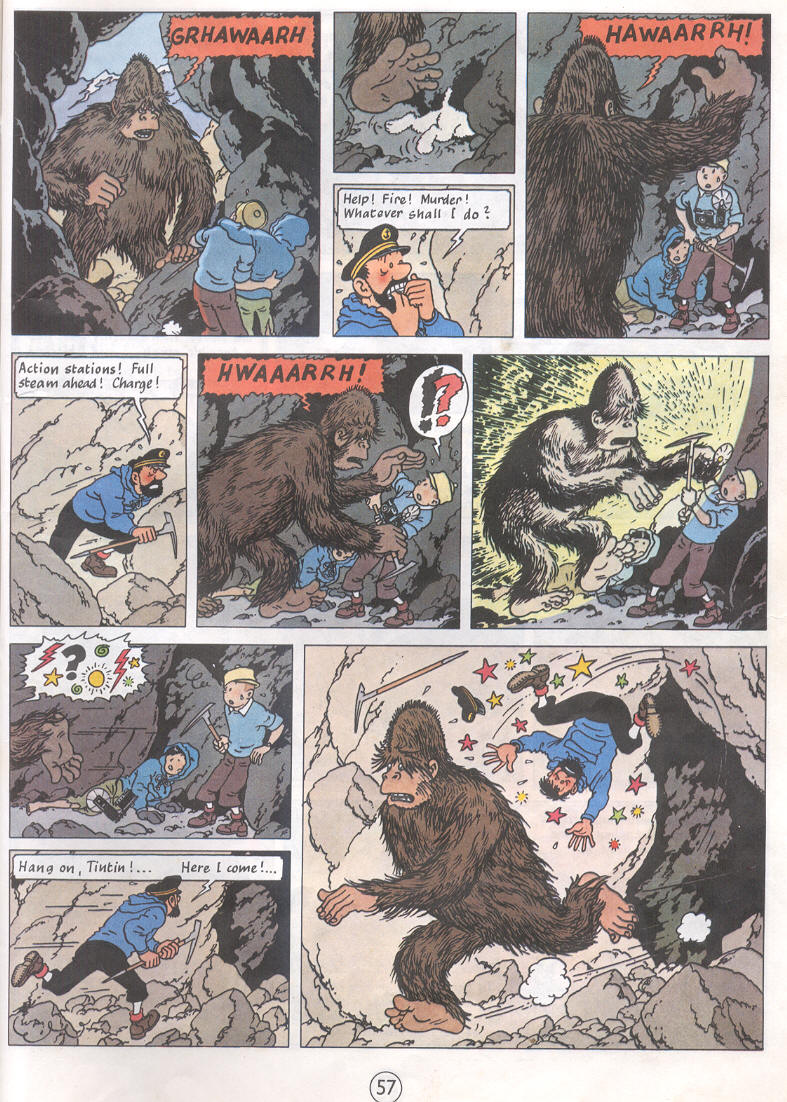 GRHAWAARH
Help! Fire! Murder!
Whatever shall I do?
HAWAARRH!
Action stations! Full
steam ahead! Charge!
HWAAARRH!
!?
?
Hang on, Tintin!... Here I come!...
57